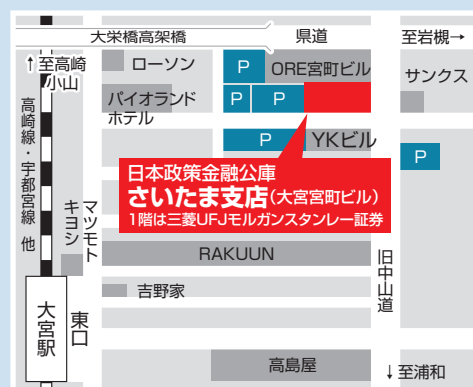 大栄橋高架橋
県道
至岩槻→
↑至高崎
小山
ローソン
P
ORE宮町ビル
サンクス
パイオランド
ホテル
P
P
P
YKビル
P
高崎線・宇都宮線 他
日本政策金融公庫
さいたま支店(大宮宮町ビル)
1階は三菱UFJモルガンスタンレー証券
マツモト
キヨシ
RAKUUN
旧中山道
吉野家
大宮駅
東口
高島屋
↓至浦和